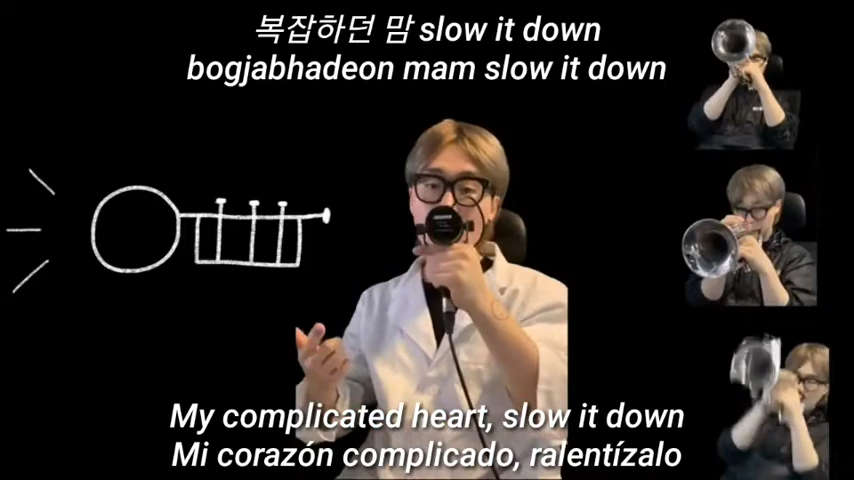 복잡하던 맘 slow it down
bogjabhadeon mam slow it down
My complicated heart, slow it down
Mi corazón complicado, ralentízalo